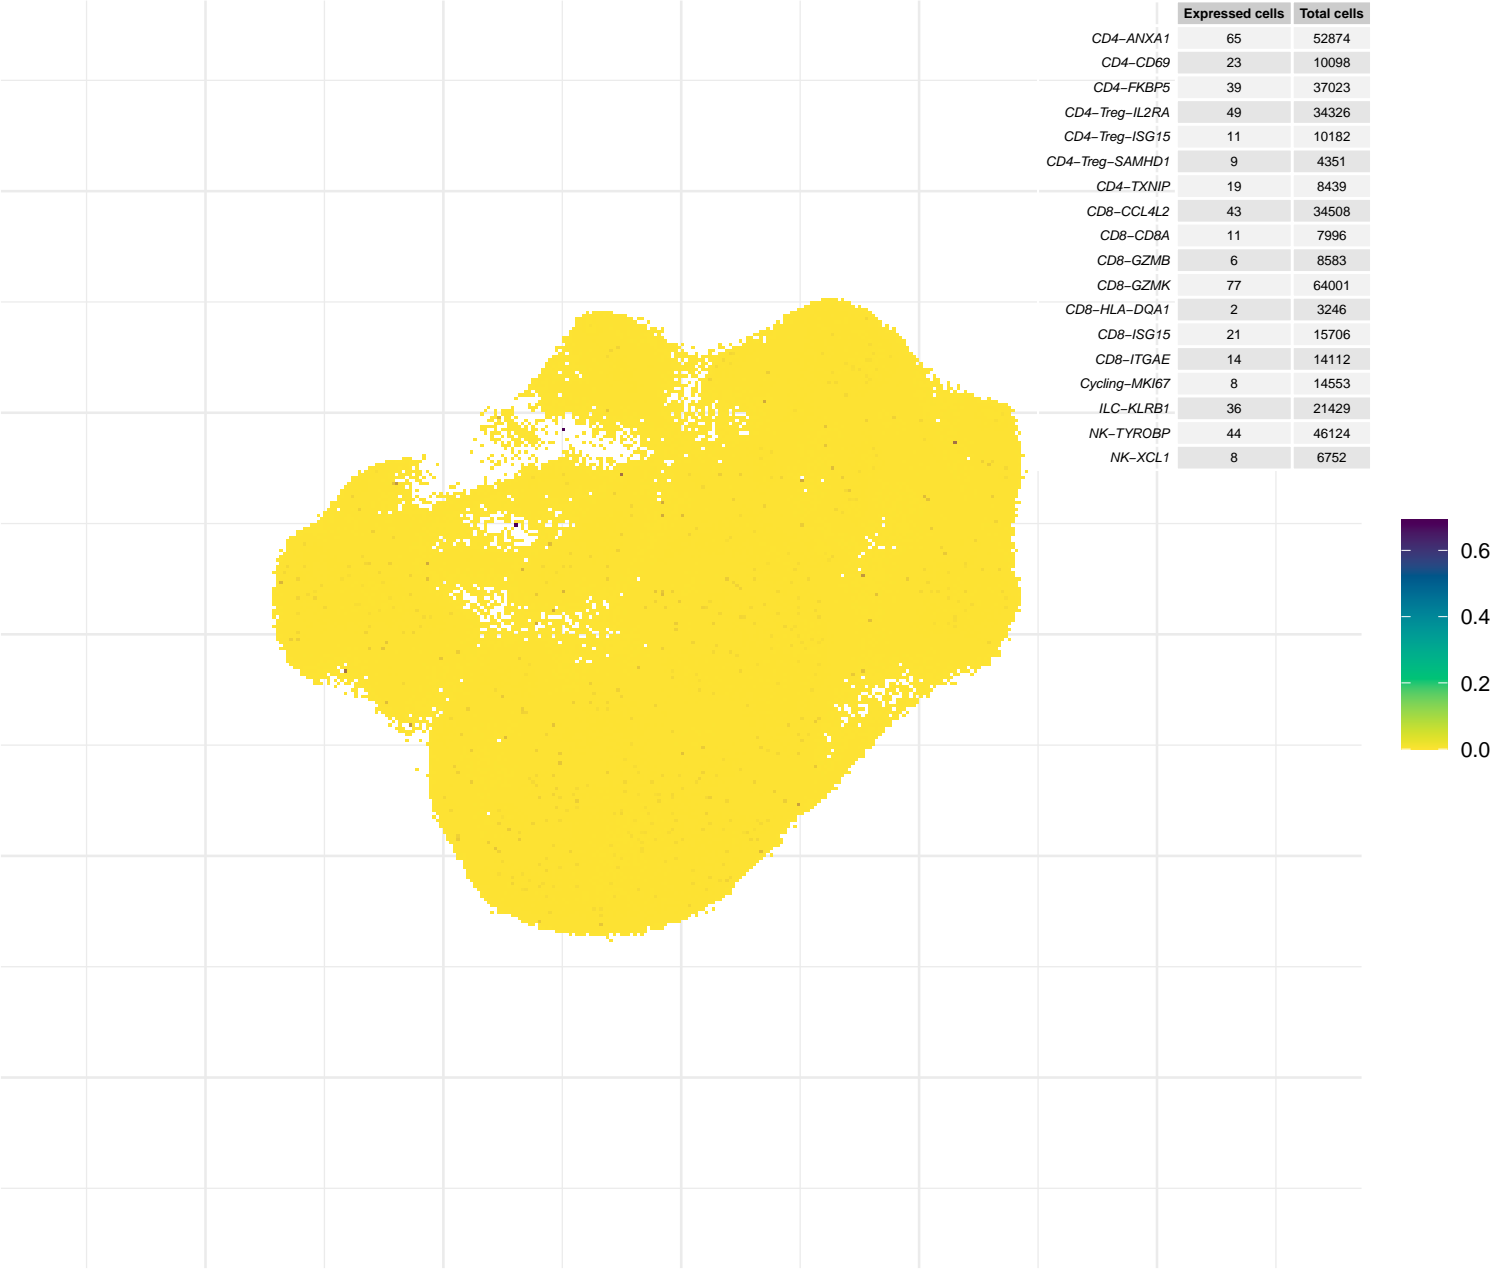 Expressed cells Total cells
CD4−ANXA1 65 52874
CD4−CD69 23 10098
CD4−FKBP5 39 37023
CD4−Treg−IL2RA 49 34326
CD4−Treg−ISG15 11 10182
CD4−Treg−SAMHD1 9 4351
CD4−TXNIP 19 8439
CD8−CCL4L2 43 34508
CD8−CD8A 11 7996
CD8−GZMB 6 8583
CD8−GZMK 77 64001
CD8−HLA−DQA1 2 3246
CD8−ISG15 21 15706
CD8−ITGAE 14 14112
Cycling−MKI67 8 14553
ILC−KLRB1 36 21429
NK−TYROBP 44 46124
NK−XCL1 8 6752
0.6
0.4
0.2
0.0